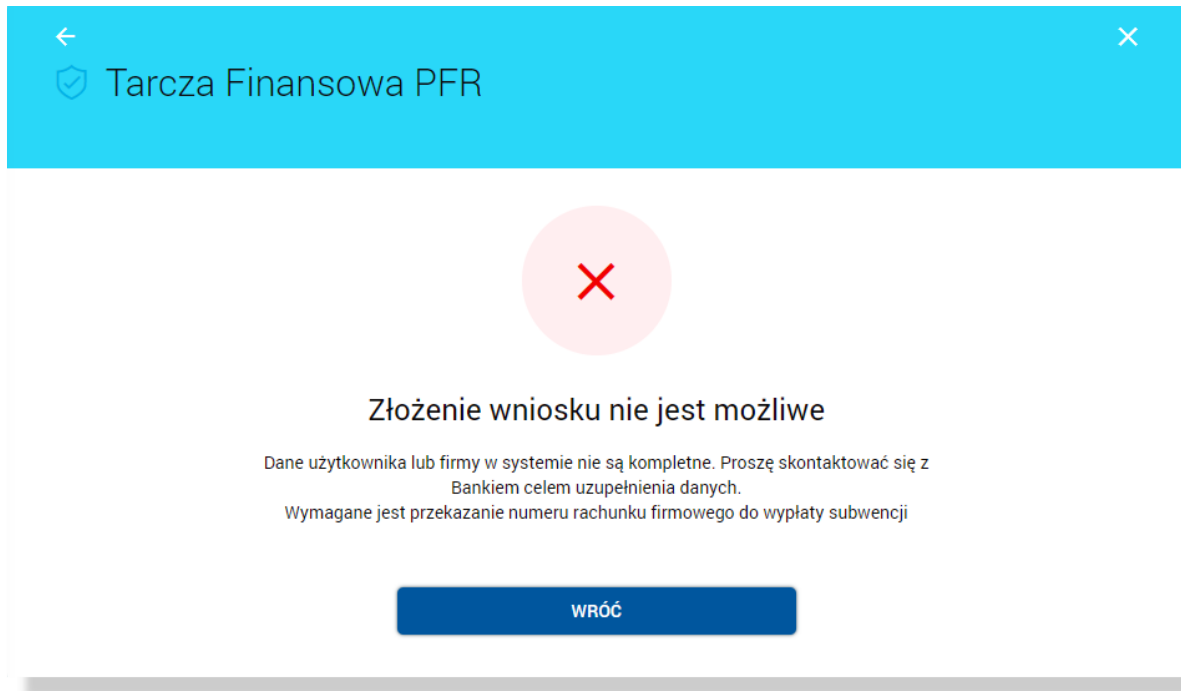 Tarcza Finansowa PFR
Złożenie wniosku nie jest możliwe
Dane użytkownika lub firmy w systemie nie są kompletne. Proszę skontaktować się z
Bankiem celem uzupełnienia danych.
Wymagane jest przekazanie numeru rachunku firmowego do wypłaty subwencji
WRÓĆ